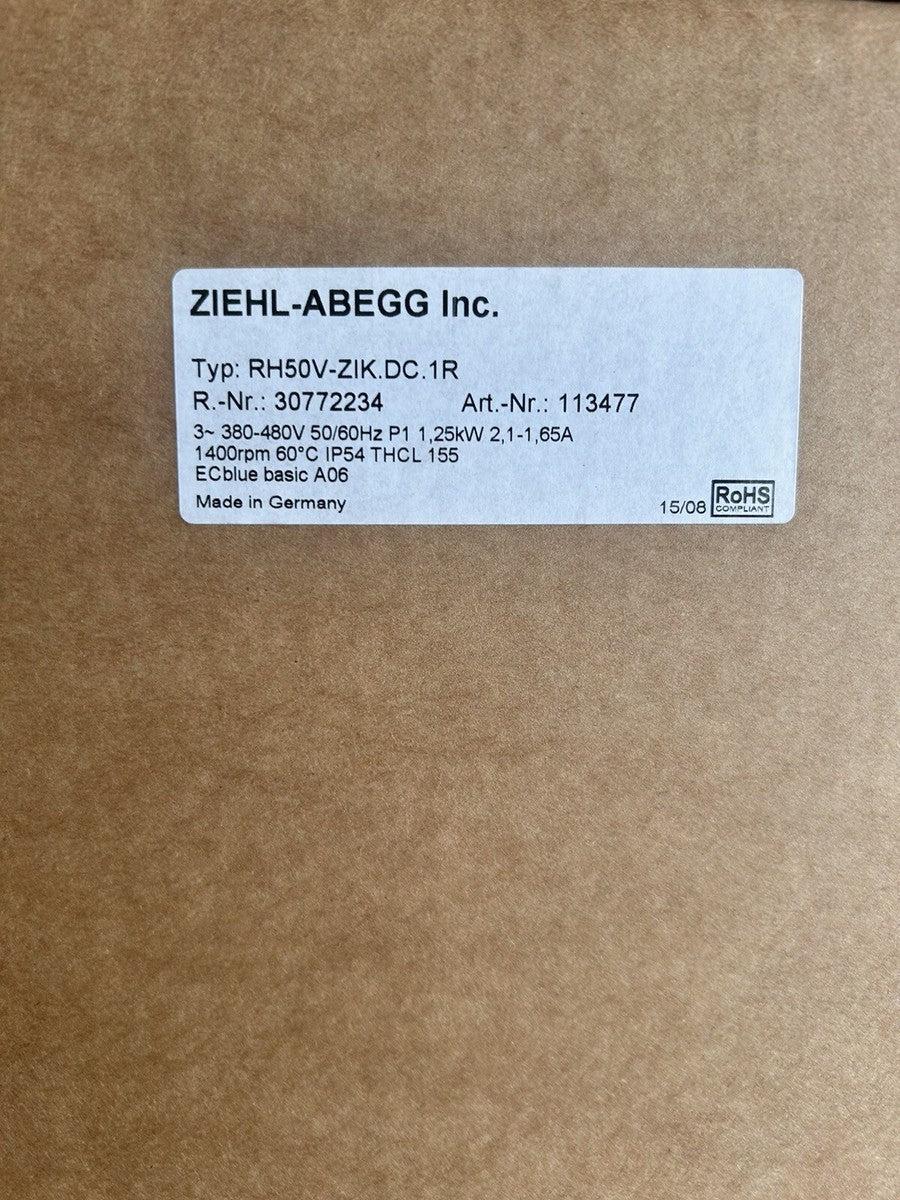 ZIEHL-ABEGG Inc.
Typ: RH50V-ZIK.DC.1R
R.-Nr.: 30772234 Art.-Nr.: 113477
3~ 380-480V 50/60Hz P1 1,25kW 2,1-1,65A
1400rpm 60°C IP54 THCL 155
ECblue basic A06
Made in Germany 15/08 RoHS
COMPLIANT